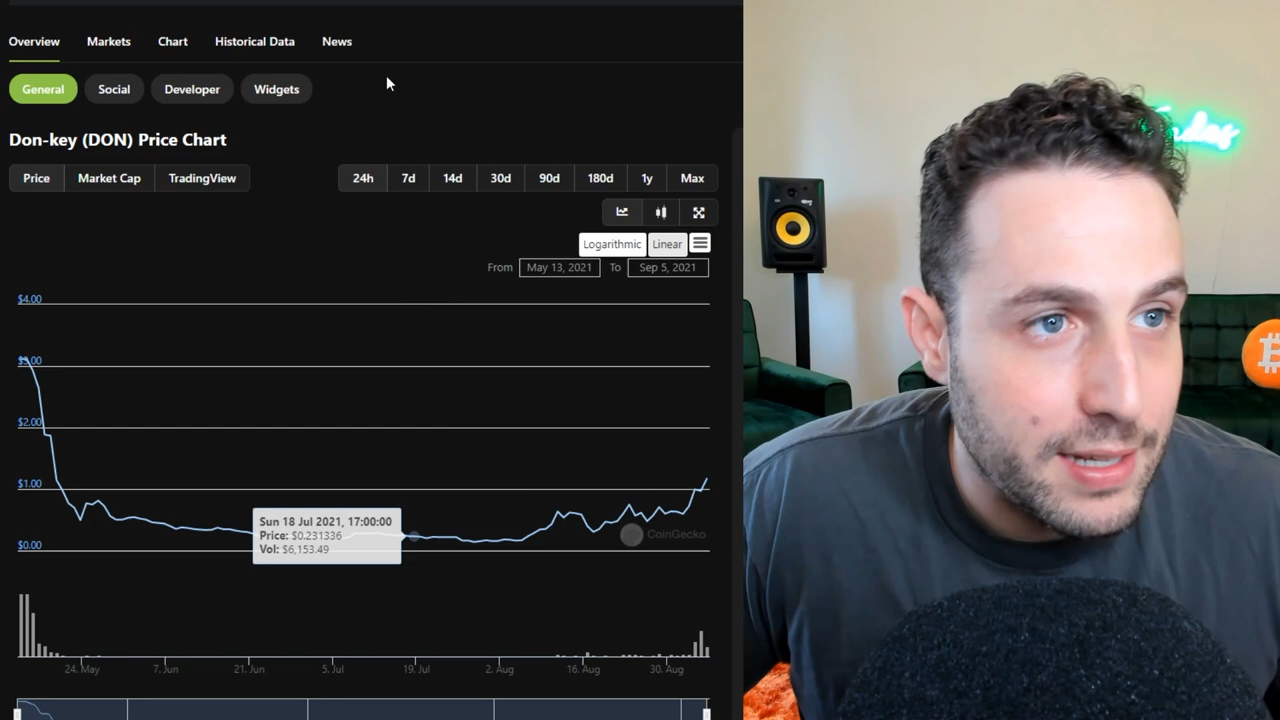 Overview Markets Chart Historical Data News
General Social Developer Widgets
Don-key (DON) Price Chart
Price Market Cap TradingView 24h 7d 14d 30d 90d 180d 1y Max
Logarithmic Linear
From May 13, 2021 To Sep 5, 2021
$4.00
$3.00
$2.00
$1.00
Sun 18 Jul 2021, 17:00:00
Price: $0.231336
Vol: $6,153.49
CoinGecko
$0.00
24. May 7. Jun 21. Jun 5. Jul 19. Jul 2. Aug 16. Aug 30. Aug